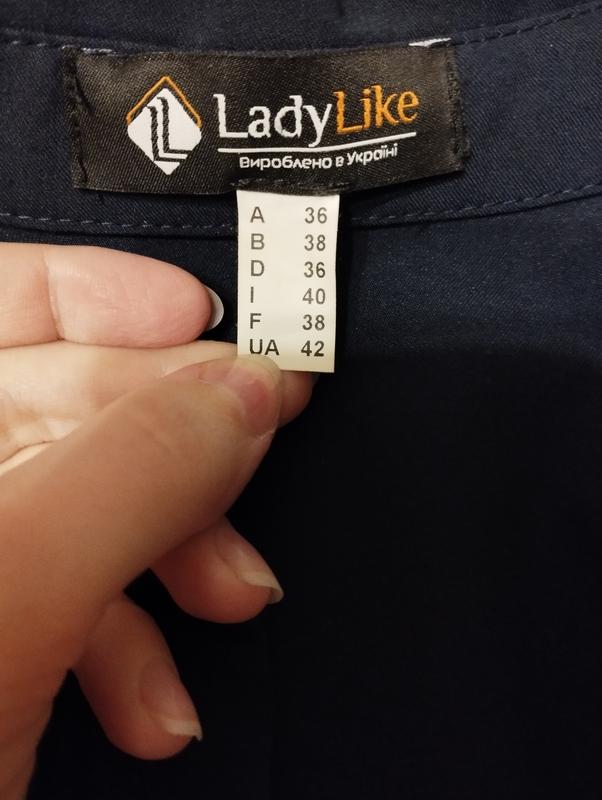 LadyLike
Вироблено в Україні
A 36
B 38
D 36
I 40
F 38
UA 42